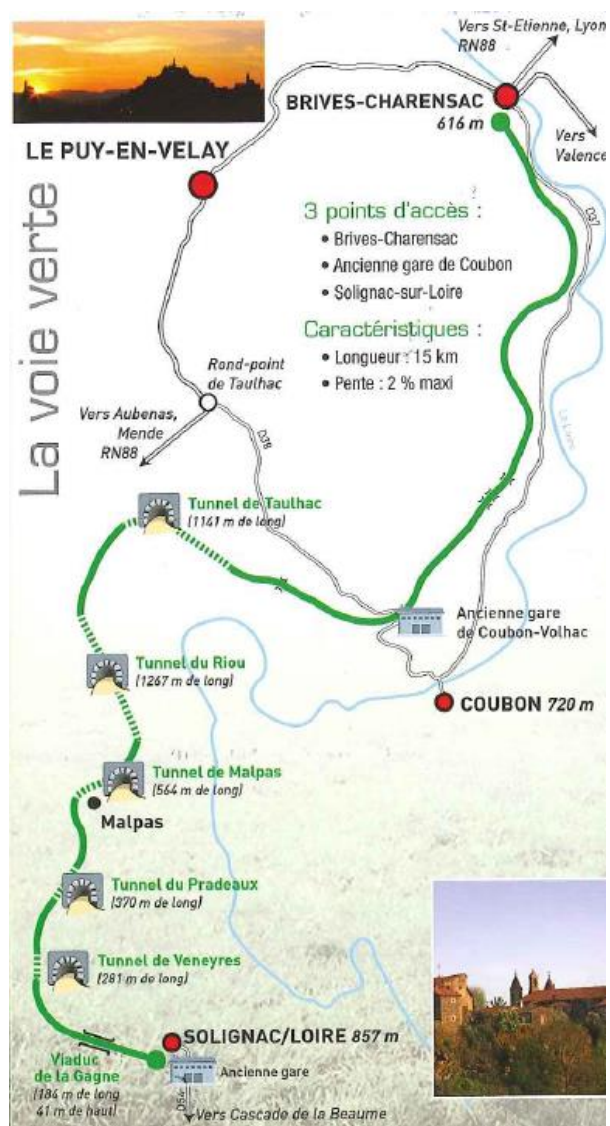 Vers St-Etienne, Lyon
RN88
BRIVES-CHARENSAC
616 m
Vers
Valence
LE PUY-EN-VELAY
La voie verte
3 points d'accès :
• Brives-Charensac
• Ancienne gare de Coubon
• Solignac-sur-Loire
D37
Caractéristiques :
• Longueur : 15 km
• Pente : 2 % maxi
Rond-point
de Taulhac
Vers Aubenas,
Mende
RN88
D38
La Loire
Tunnel de Taulhac
(1141 m de long)
Ancienne gare
de Coubon-Volhac
Tunnel du Riou
(1267 m de long)
COUBON 720 m
Tunnel de Malpas
(564 m de long)
Malpas
Tunnel du Pradeaux
(370 m de long)
Tunnel de Veneyres
(281 m de long)
SOLIGNAC/LOIRE 857 m
Viaduc
de la Gagne
(184 m de long
41 m de haut)
Ancienne gare
D54
Vers Cascade de la Beaume